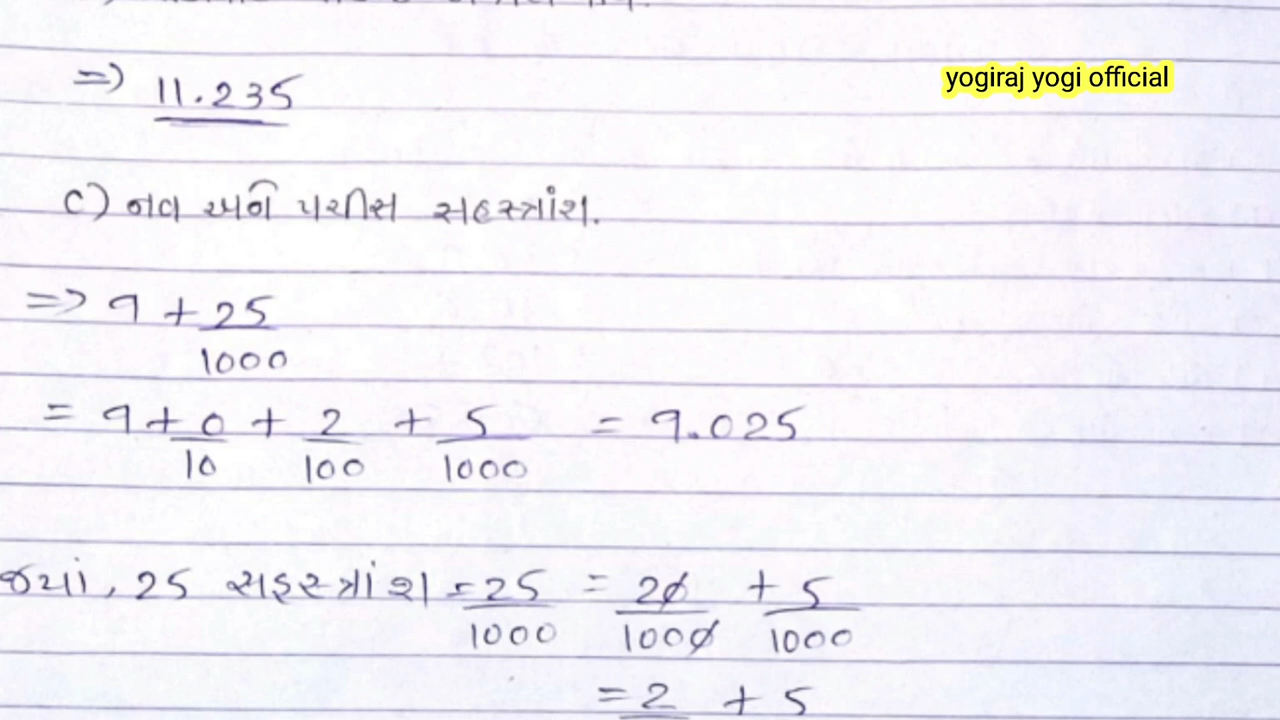 => 11.235
yogiraj yogi official
c) નવ અને પચીસ સહસ્ત્રાંશ.
=> 9 + 25
1000
= 9 + 0 + 2 + 5 = 9.025
10 100 1000
જયાં, 25 સહસ્ત્રાંશ = 25 = 20 + 5
1000 1000 1000
= 2 + 5